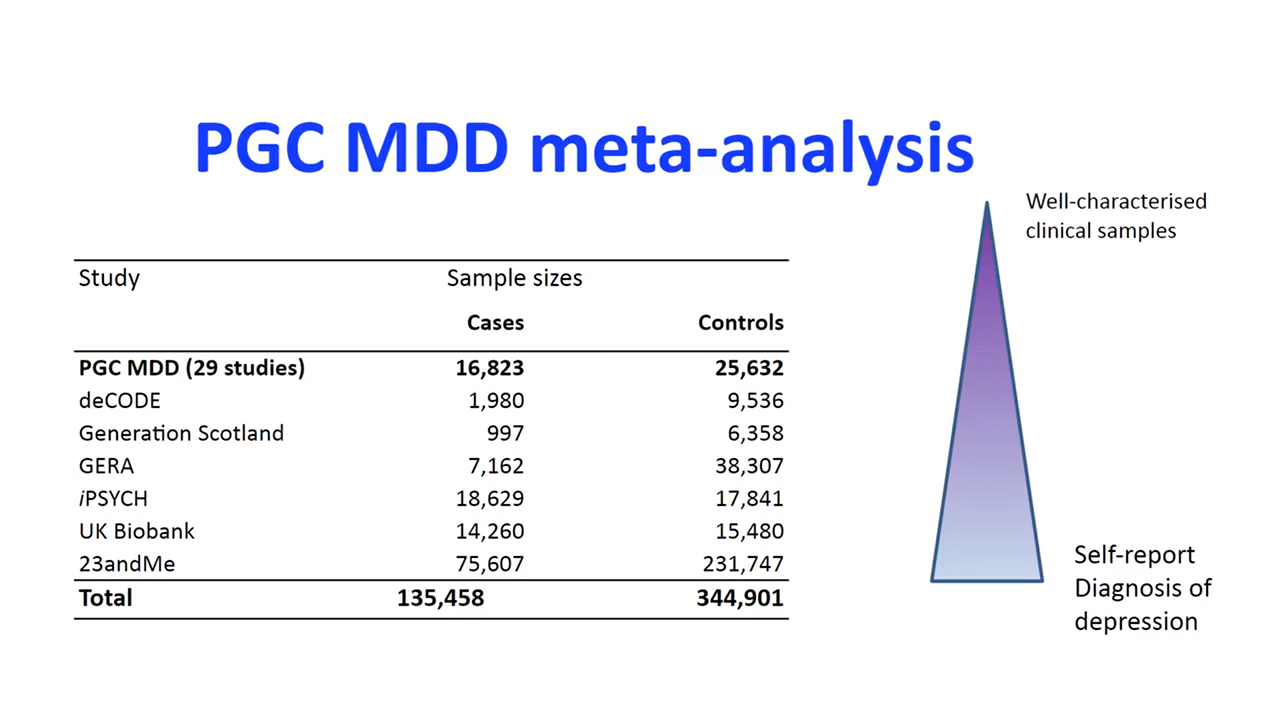 PGC MDD meta-analysis
Well-characterised
clinical samples
Study Sample sizes
Cases Controls
PGC MDD (29 studies) 16,823 25,632
deCODE 1,980 9,536
Generation Scotland 997 6,358
GERA 7,162 38,307
iPSYCH 18,629 17,841
UK Biobank 14,260 15,480
23andMe 75,607 231,747
Total 135,458 344,901
Self-report
Diagnosis of
depression